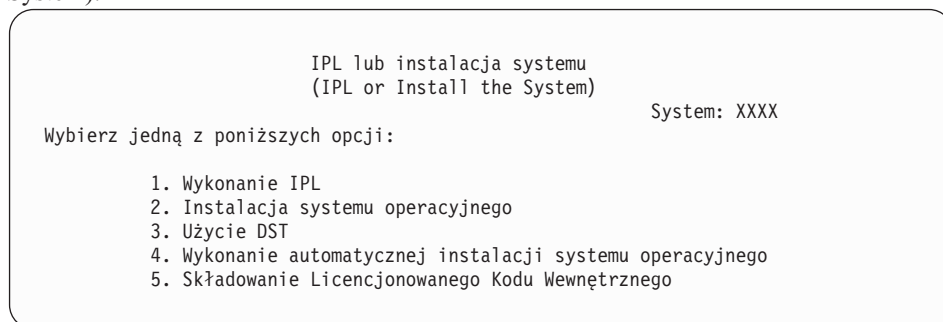 IPL lub instalacja systemu
(IPL or Install the System)
System: XXXX
Wybierz jedną z poniższych opcji:
1. Wykonanie IPL
2. Instalacja systemu operacyjnego
3. Użycie DST
4. Wykonanie automatycznej instalacji systemu operacyjnego
5. Składowanie Licencjonowanego Kodu Wewnętrznego